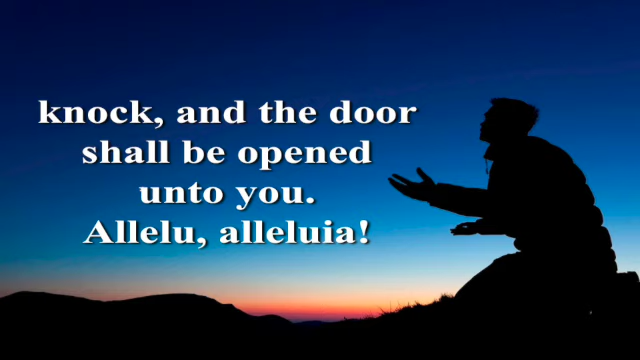 knock, and the door
shall be opened
unto you.
Allelu, alleluia!